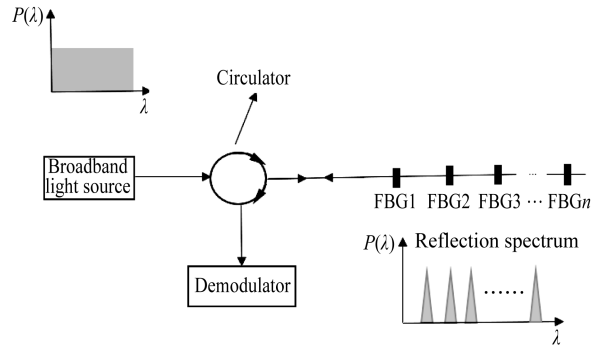 P(λ)
λ
Circulator
Broadband
light source
FBG1 FBG2 FBG3 ··· FBGn
Demodulator
Reflection spectrum
P(λ)
······
λ